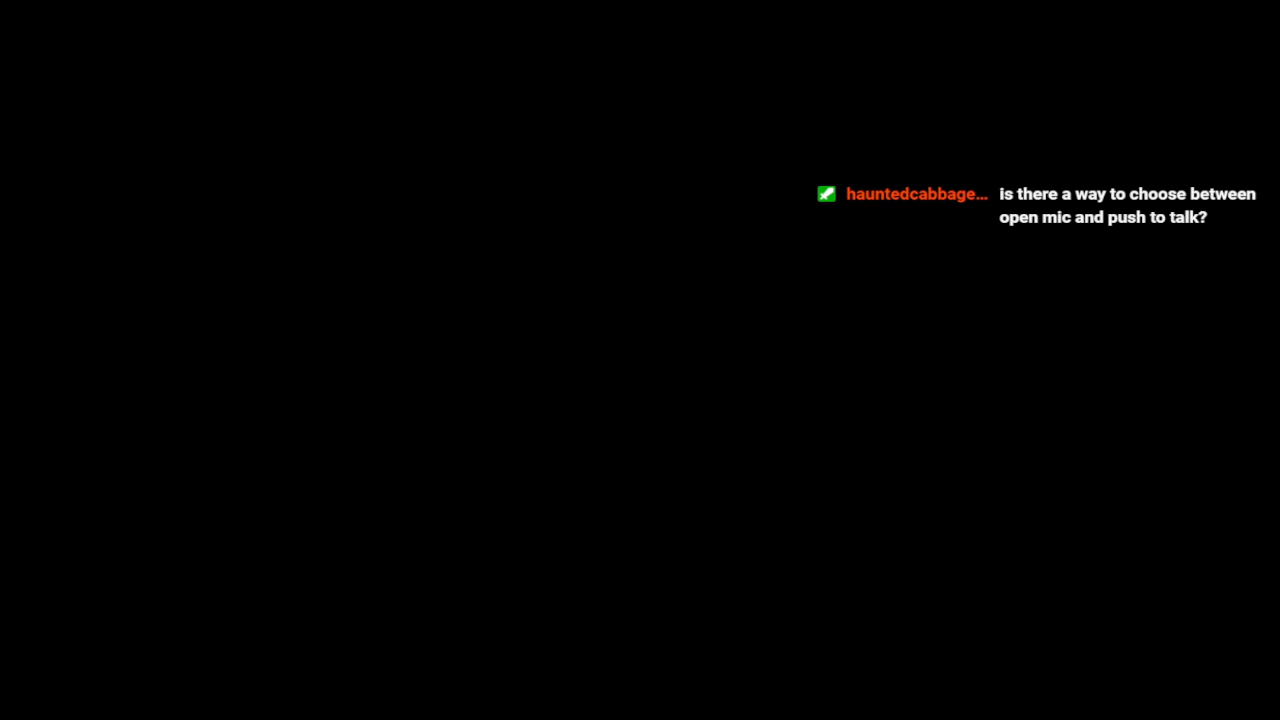 hauntedcabbage… is there a way to choose between
open mic and push to talk?